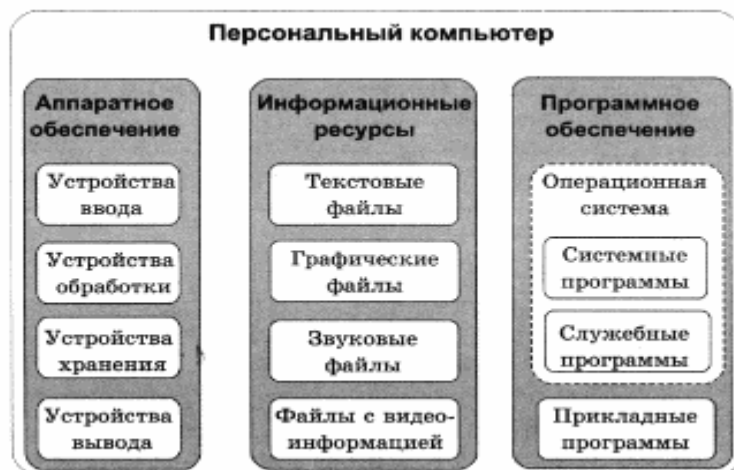 Персональный компьютер
Аппаратное
обеспечение
Устройства
ввода
Устройства
обработки
Устройства
хранения
Устройства
вывода
Информационные
ресурсы
Текстовые
файлы
Графические
файлы
Звуковые
файлы
Файлы с видео-
информацией
Программное
обеспечение
Операционная
система
Системные
программы
Служебные
программы
Прикладные
программы